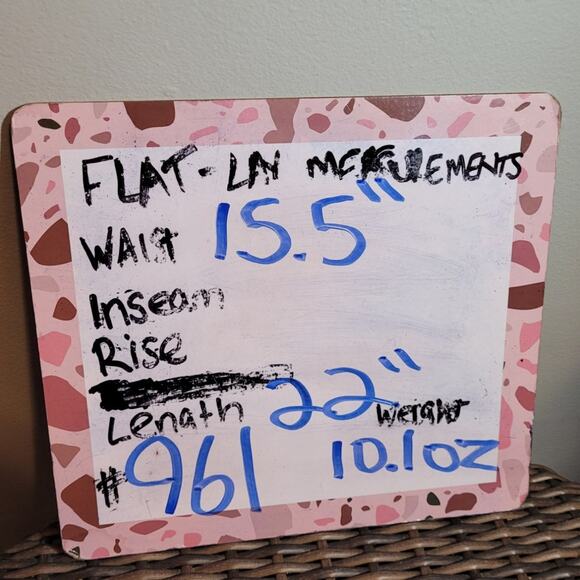 FLAT-LAY MEASUREMENTS
WAIST 15.5"
Inseam
Rise
Length 22" Weight
#961 10.1oz